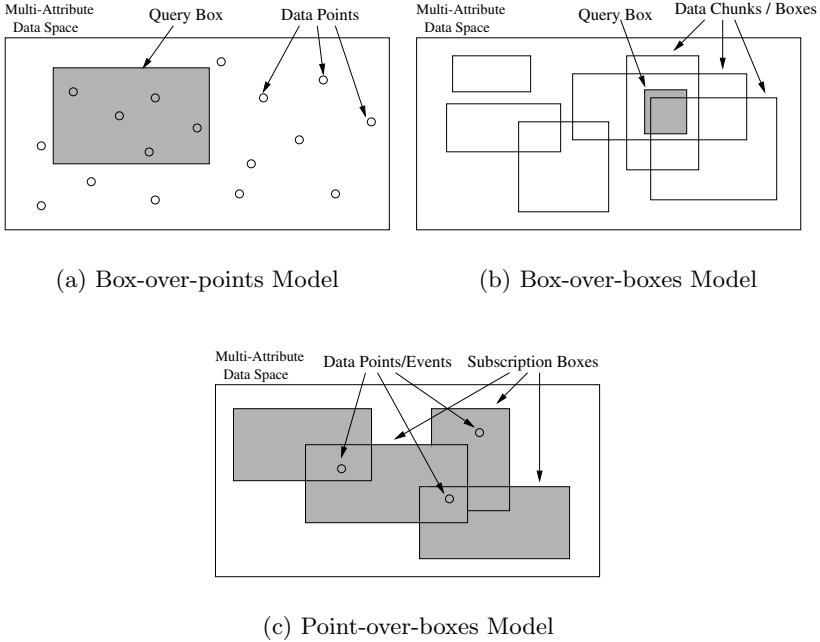 Multi-Attribute
Data Space
Query Box
Data Points
Multi-Attribute
Data Space
Query Box
Data Chunks / Boxes
(a) Box-over-points Model
(b) Box-over-boxes Model
Multi-Attribute
Data Space
Data Points/Events
Subscription Boxes
(c) Point-over-boxes Model